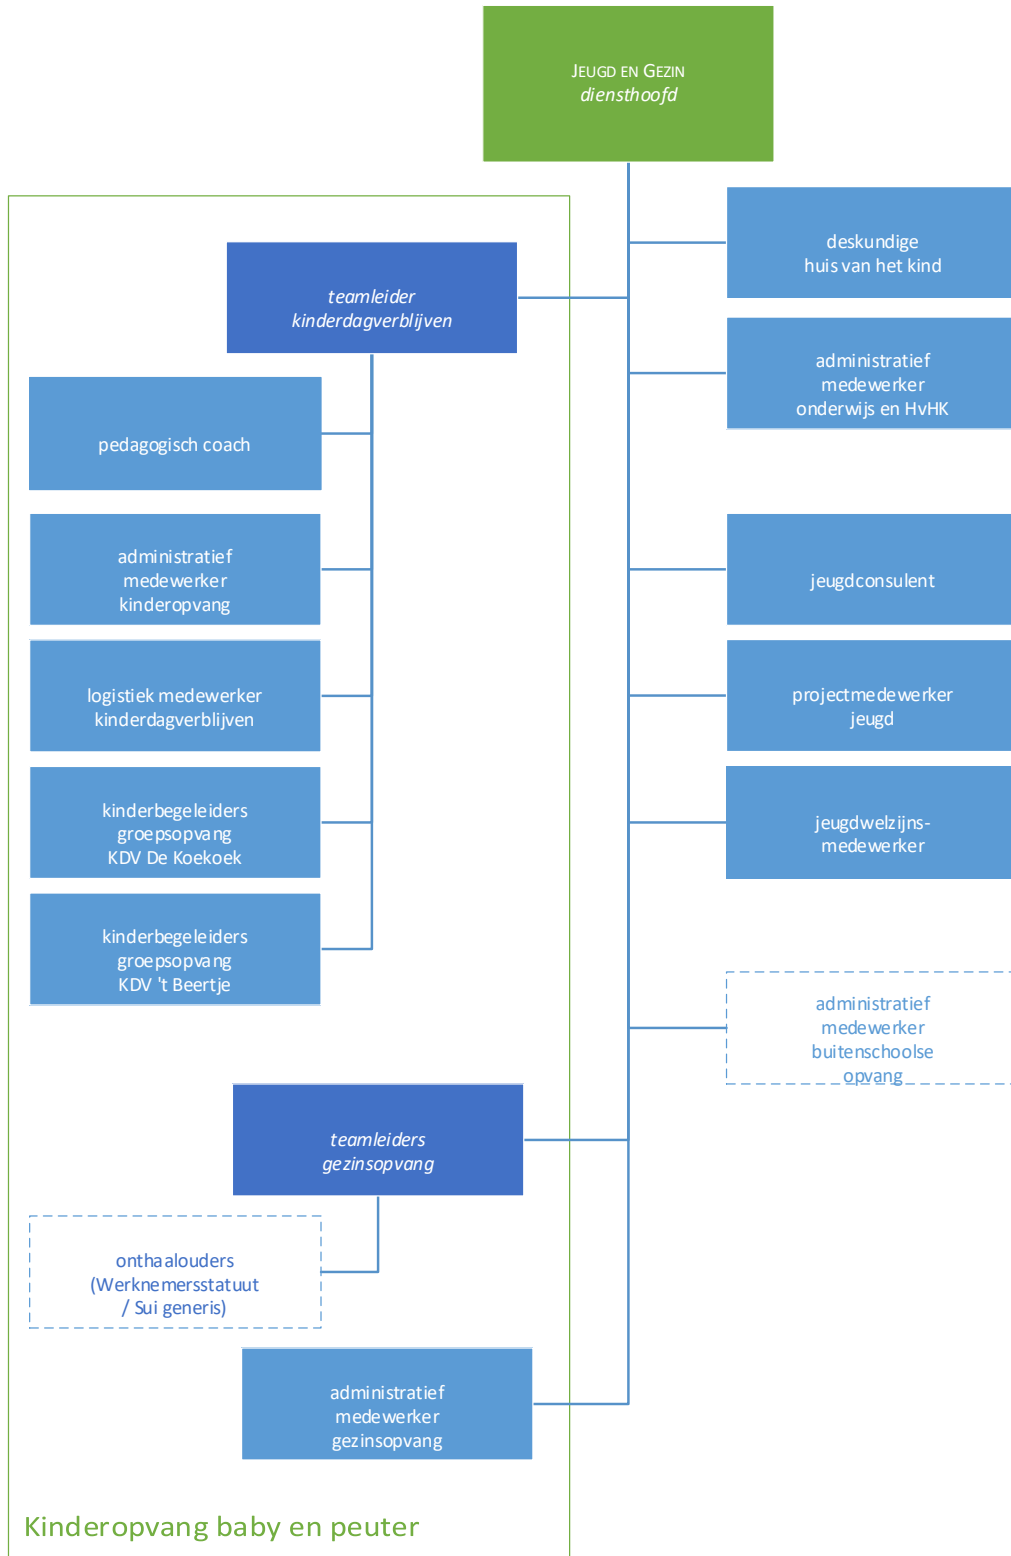 JEUGD EN GEZIN
diensthoofd
deskundige
huis van het kind
teamleider
kinderdagverblijven
administratief
medewerker
onderwijs en HvHK
pedagogisch coach
administratief
medewerker
kinderopvang
jeugdconsulent
logistiek medewerker
kinderdagverblijven
projectmedewerker
jeugd
kinderbegeleiders
groepsopvang
KDV De Koekoek
jeugdwelzijns-
medewerker
kinderbegeleiders
groepsopvang
KDV 't Beertje
administratief
medewerker
buitenschoolse
opvang
teamleiders
gezinsopvang
onthaalouders
(Werknemersstatuut
/ Sui generis)
administratief
medewerker
gezinsopvang
Kinderopvang baby en peuter